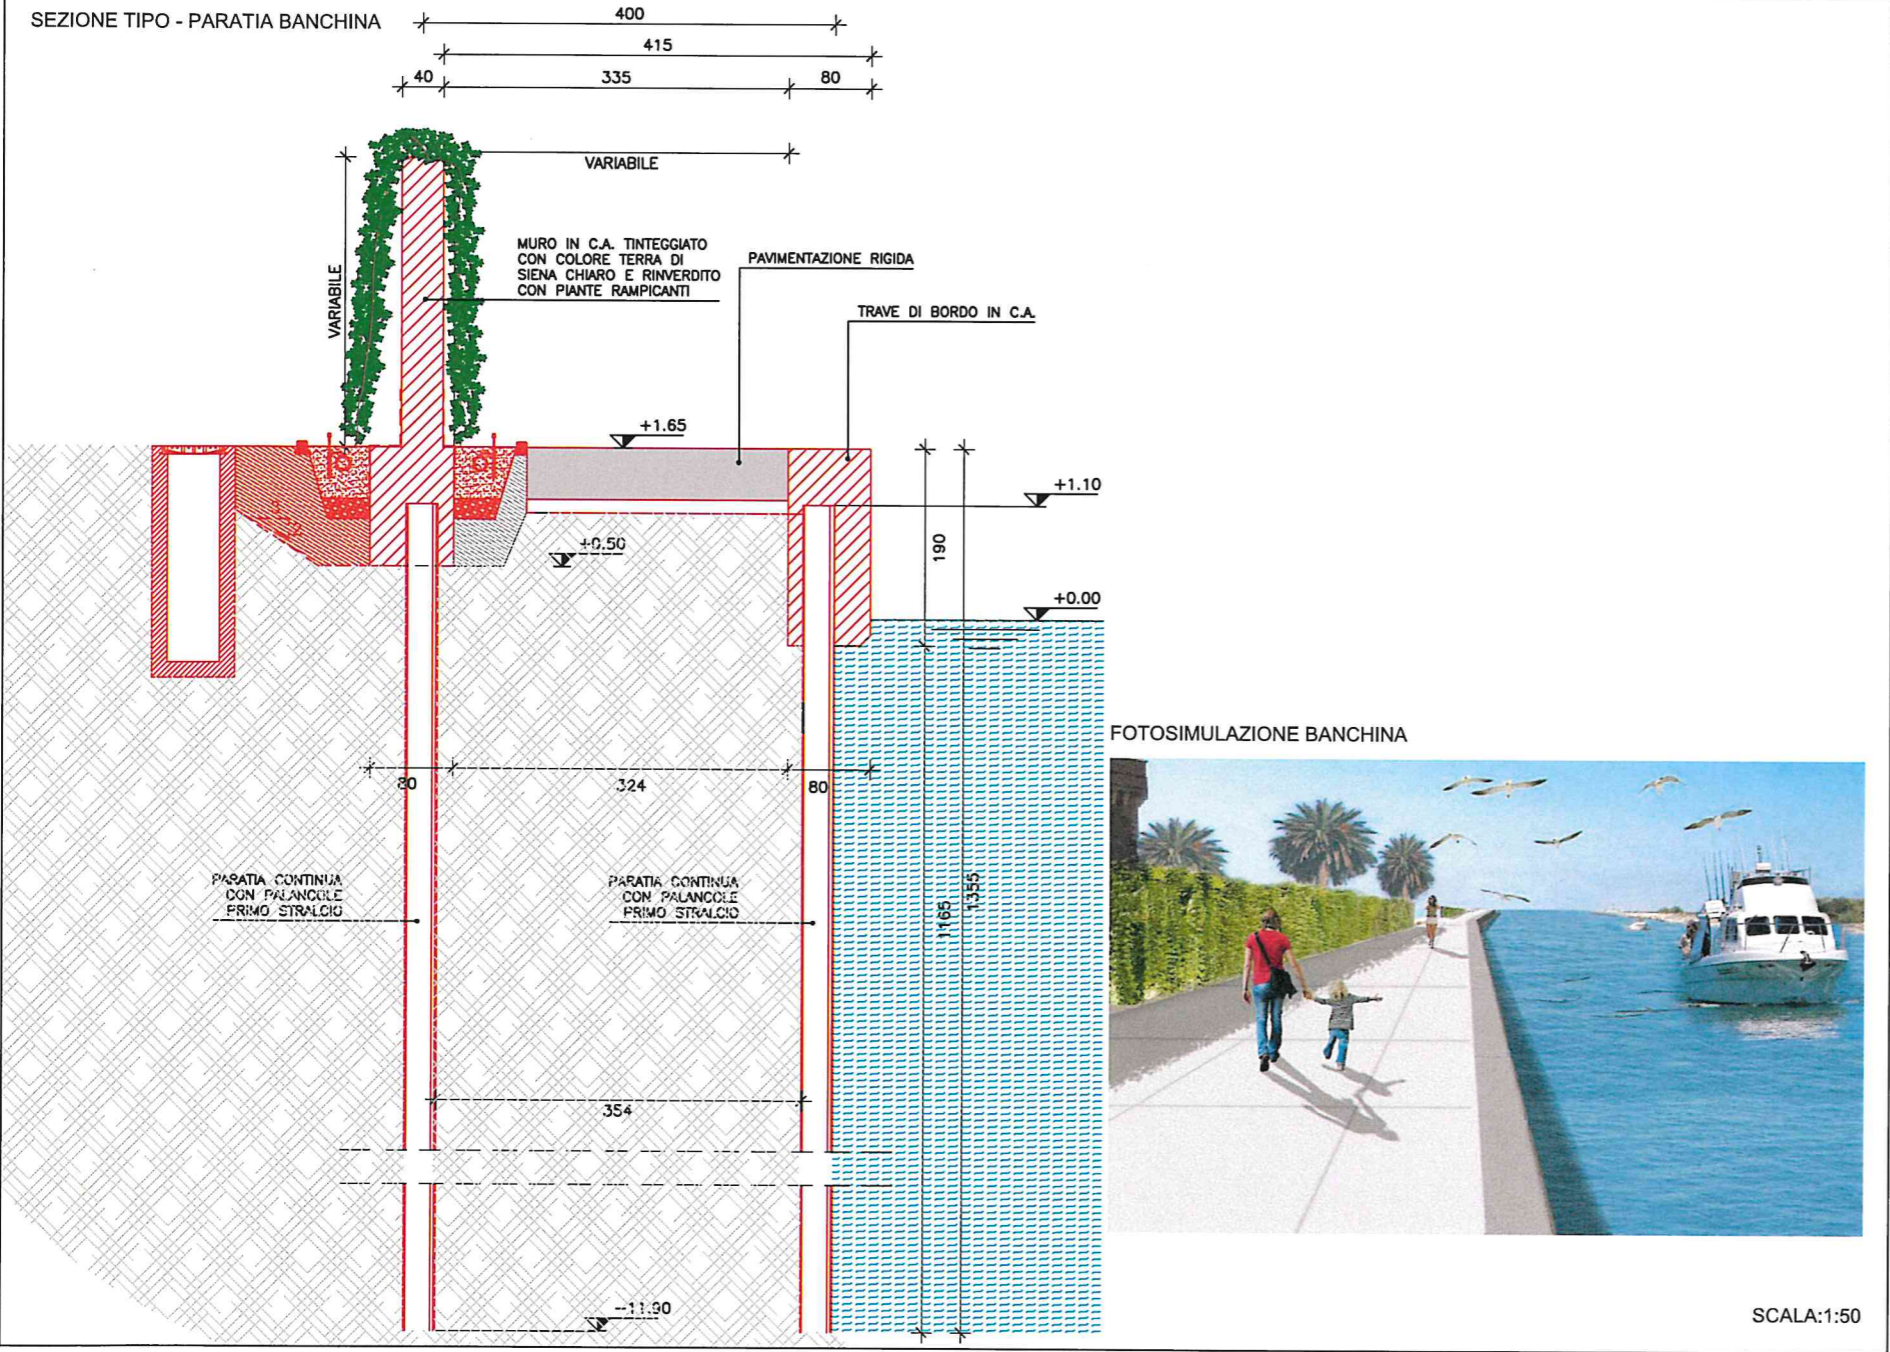 SEZIONE TIPO - PARATIA BANCHINA
400
415
40
335
80
VARIABILE
VARIABILE
MURO IN C.A. TINTEGGIATO
CON COLORE TERRA DI
SIENA CHIARO E RINVERDITO
CON PIANTE RAMPICANTI
PAVIMENTAZIONE RIGIDA
TRAVE DI BORDO IN C.A.
+1.65
+1.10
+0.50
190
+0.00
FOTOSIMULAZIONE BANCHINA
80
324
80
PARATIA CONTINUA
CON PALANCOLE
PRIMO STRALCIO
PARATIA CONTINUA
CON PALANCOLE
PRIMO STRALCIO
1165
1355
354
-11.90
SCALA:1:50